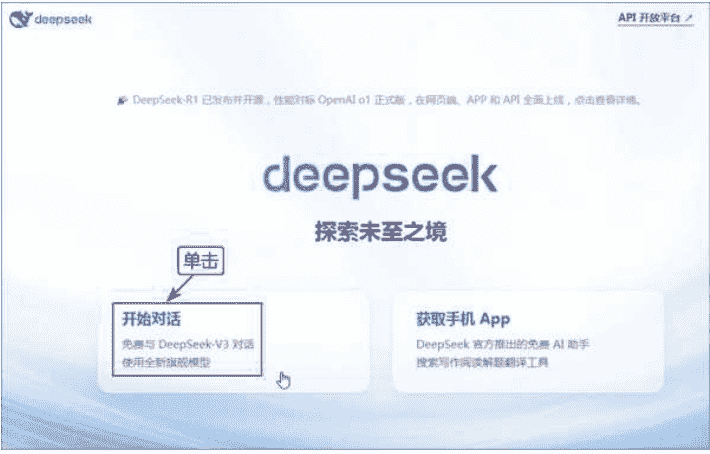 deepseek
API 开放平台 ↗
DeepSeek-R1 已发布并开源，性能对标 OpenAI o1 正式版，在网页端、APP 和 API 全面上线，点击查看详情。
deepseek
探索未至之境
单击
开始对话
免费与 DeepSeek-V3 对话
使用全新旗舰模型
获取手机 App
DeepSeek 官方推出的免费 AI 助手
搜索写作阅读解题翻译工具